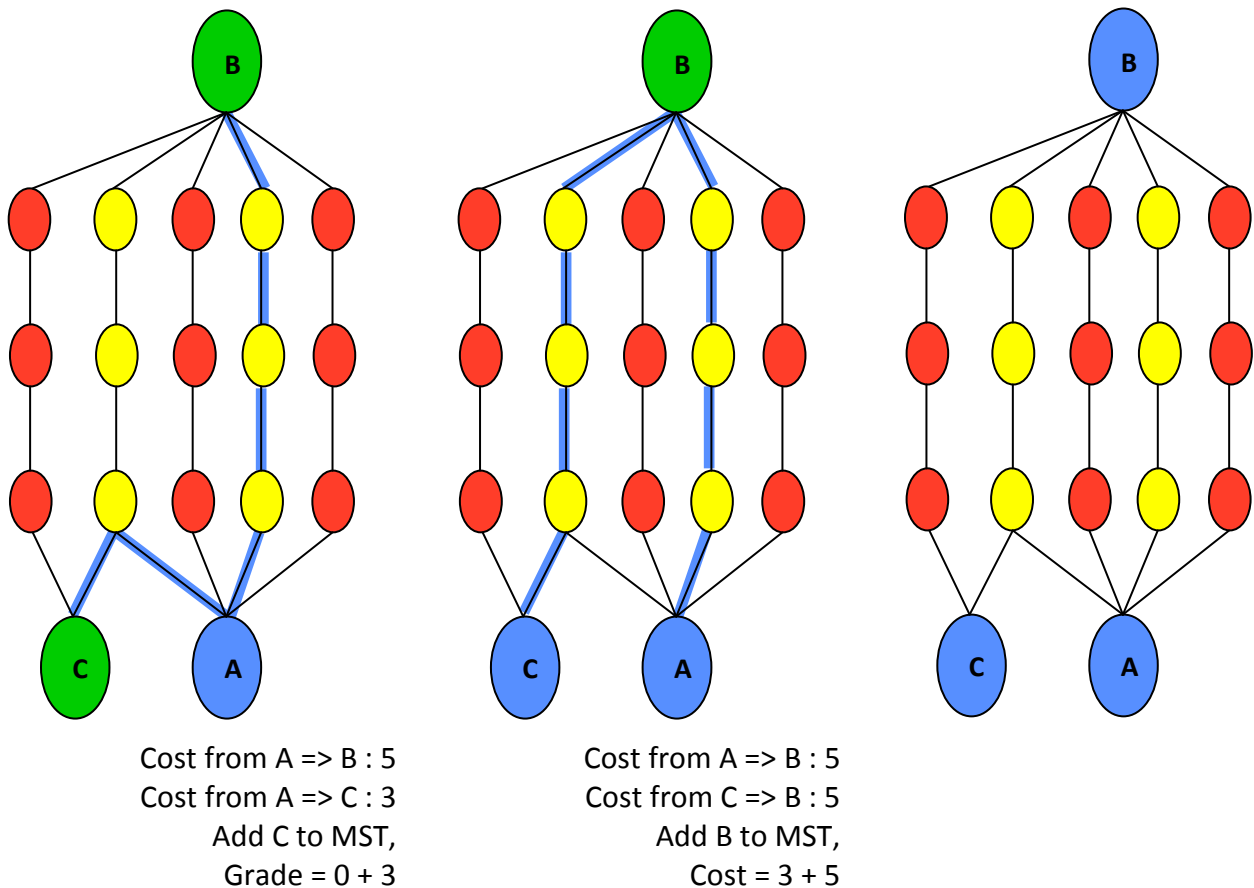 B
B
B
C
A
C
A
C
A
Cost from A => B : 5
Cost from A => C : 3
Add C to MST,
Grade = 0 + 3
Cost from A => B : 5
Cost from C => B : 5
Add B to MST,
Cost = 3 + 5